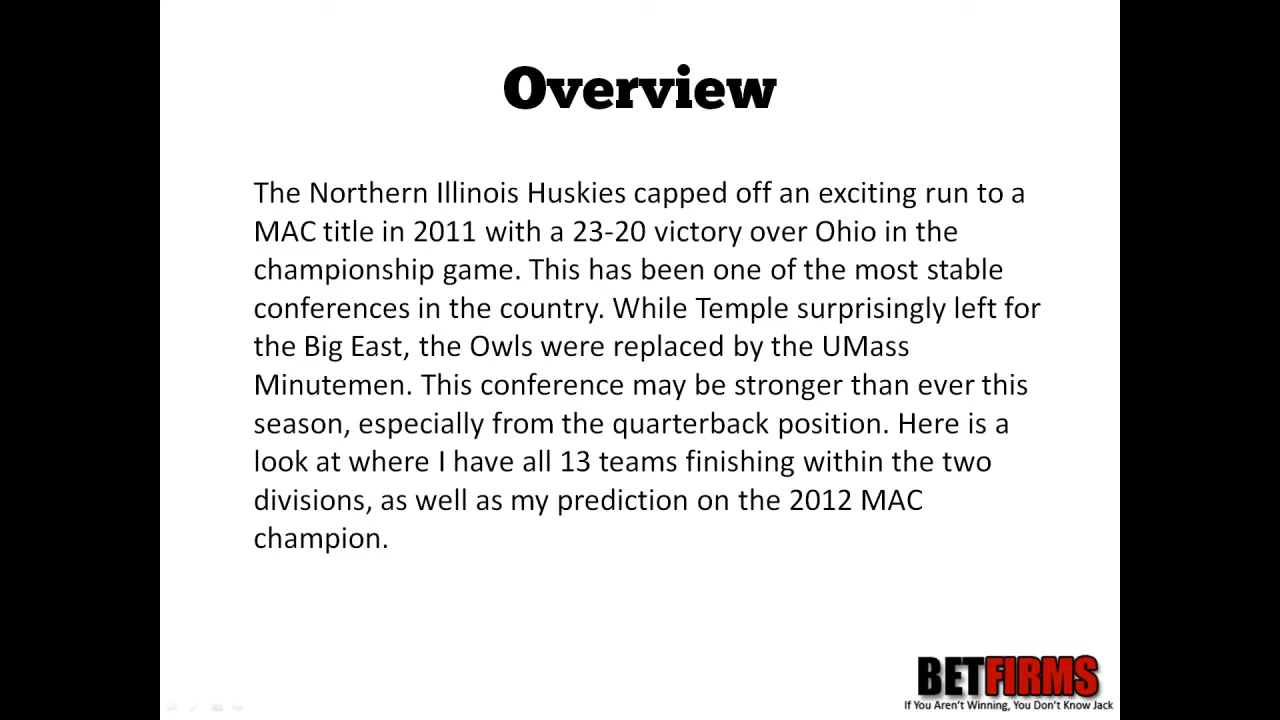 Overview
The Northern Illinois Huskies capped off an exciting run to a
MAC title in 2011 with a 23-20 victory over Ohio in the
championship game. This has been one of the most stable
conferences in the country. While Temple surprisingly left for
the Big East, the Owls were replaced by the UMass
Minutemen. This conference may be stronger than ever this
season, especially from the quarterback position. Here is a
look at where I have all 13 teams finishing within the two
divisions, as well as my prediction on the 2012 MAC
champion.
BETFIRMS
If You Aren't Winning, You Don't Know Jack